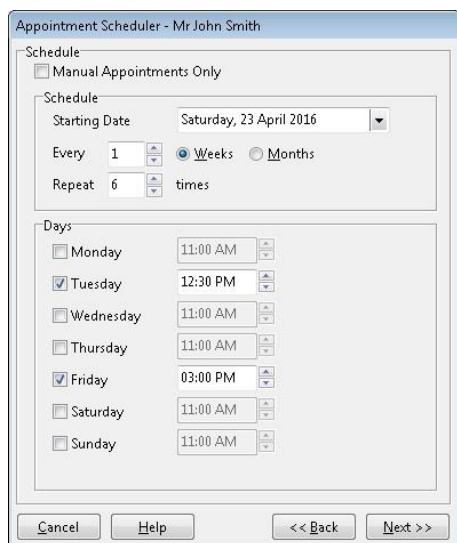 Appointment Scheduler - Mr John Smith
Schedule
Manual Appointments Only
Schedule
Starting Date Saturday, 23 April 2016
Every 1 Weeks Months
Repeat 6 times
Days
Monday 11:00 AM
Tuesday 12:30 PM
Wednesday 11:00 AM
Thursday 11:00 AM
Friday 03:00 PM
Saturday 11:00 AM
Sunday 11:00 AM
Cancel Help << Back Next >>